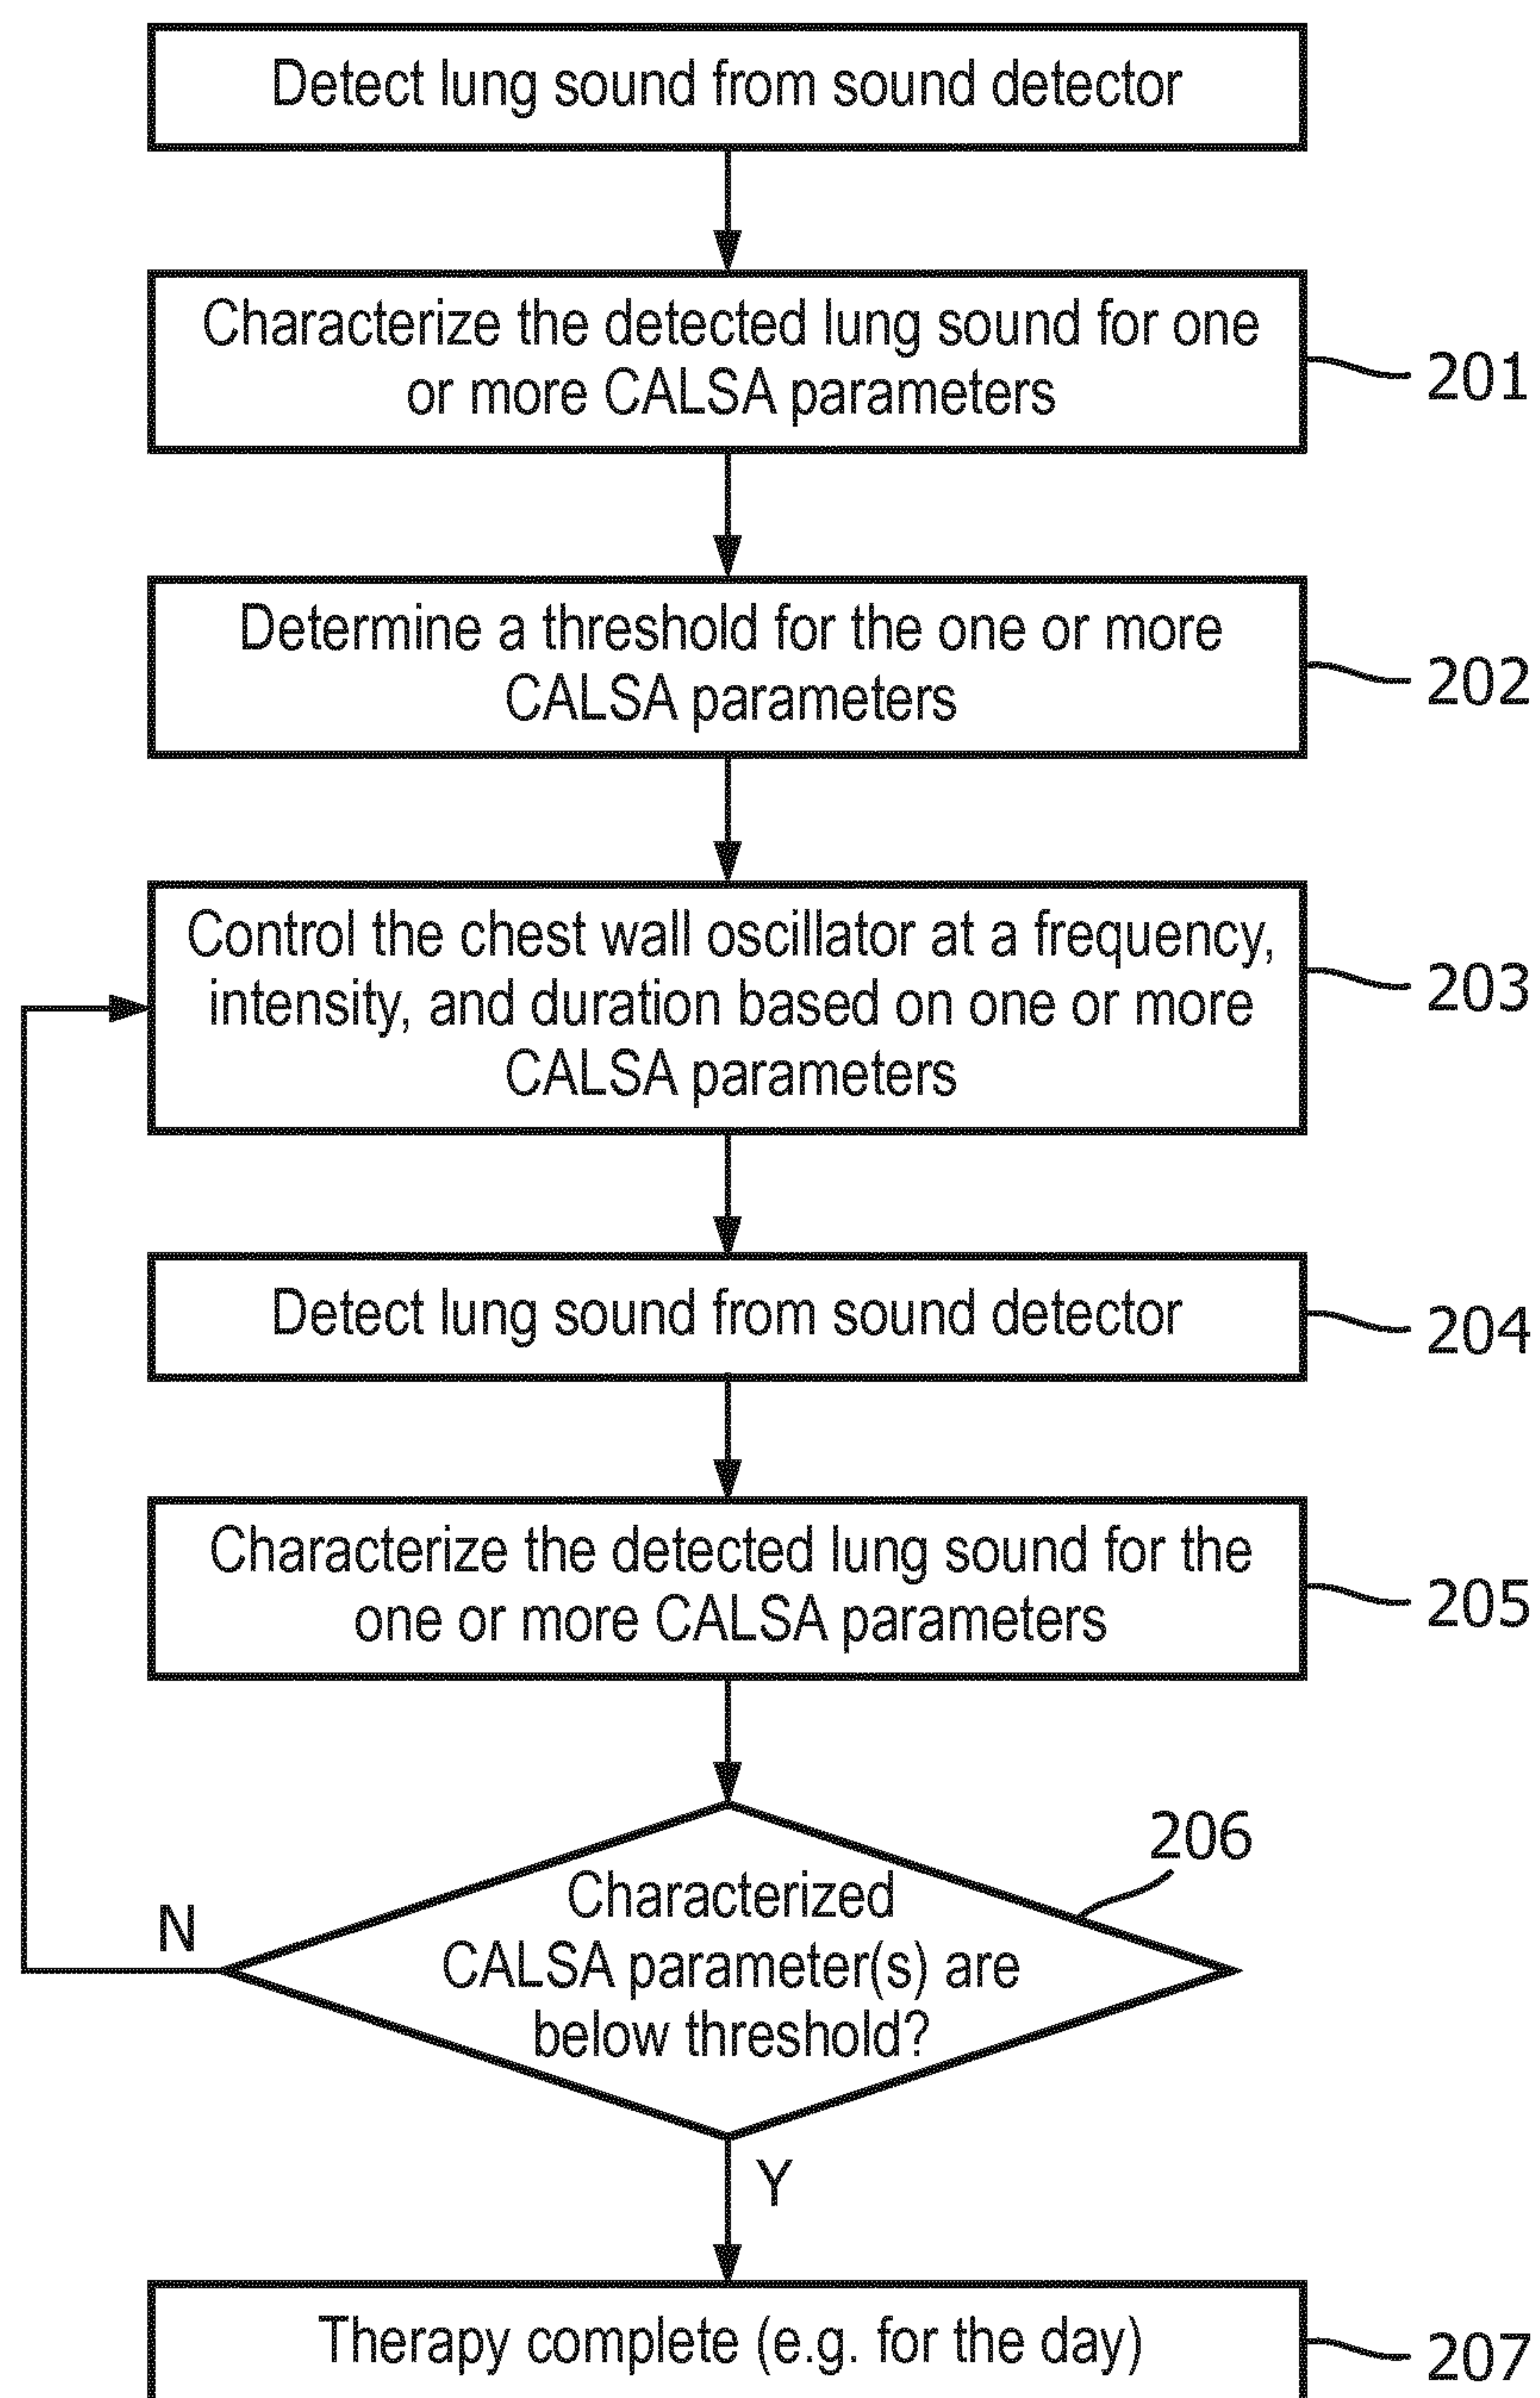 Detect lung sound from sound detector
Characterize the detected lung sound for one
or more CALSA parameters
201
Determine a threshold for the one or more
CALSA parameters
202
Control the chest wall oscillator at a frequency,
intensity, and duration based on one or more
CALSA parameters
203
Detect lung sound from sound detector
204
Characterize the detected lung sound for the
one or more CALSA parameters
205
206
Characterized
CALSA parameter(s) are
below threshold?
N
Y
Therapy complete (e.g. for the day)
207